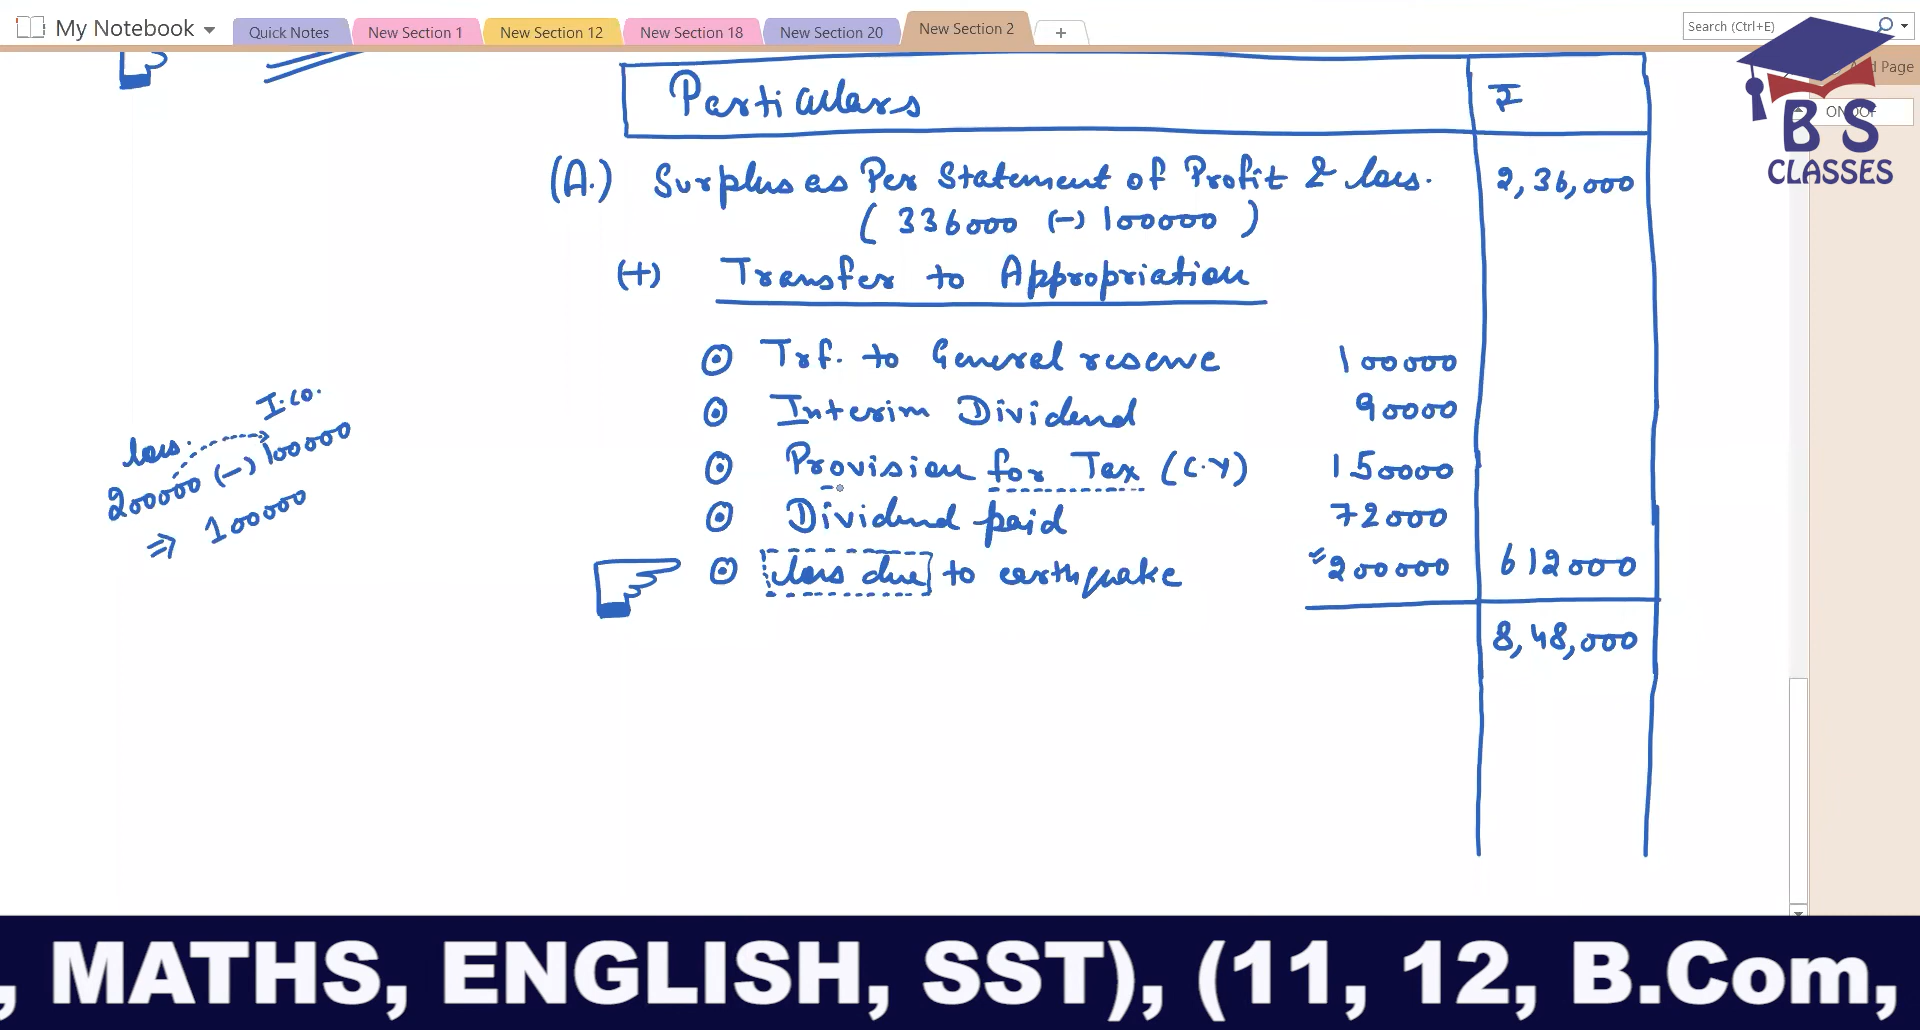 My Notebook
Quick Notes
New Section 1
New Section 12
New Section 18
New Section 20
New Section 2
+
Search (Ctrl+E)
d Page
B S
CLASSES
Particulars ₹
(A.) Surplus as Per Statement of Profit & loss. 2,36,000
(336000 (-) 100000)
(+) Transfer to Appropriation
Trf. to General reserve 100000
Interim Dividend 90000
Provision for Tax (C.Y) 150000
Dividend paid 72000
loss due to earthquake 200000 612000
8,48,000
I.co.
loss.
200000 (-) 100000
⇒ 100000
, MATHS, ENGLISH, SST), (11, 12, B.Com,